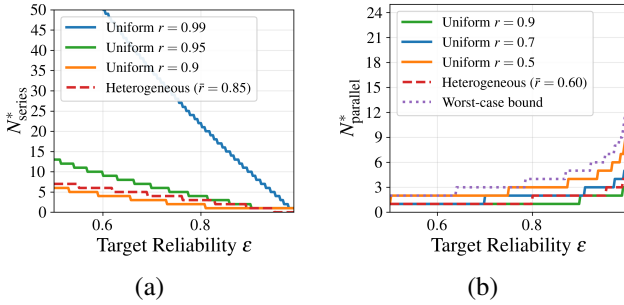 50
45
40
35
30
25
20
15
10
5
0
N*series
Uniform r = 0.99
Uniform r = 0.95
Uniform r = 0.9
Heterogeneous (r̄ = 0.85)
0.6
0.8
Target Reliability ε
(a)
24
21
18
15
12
9
6
3
0
N*parallel
Uniform r = 0.9
Uniform r = 0.7
Uniform r = 0.5
Heterogeneous (r̄ = 0.60)
Worst-case bound
0.6
0.8
Target Reliability ε
(b)